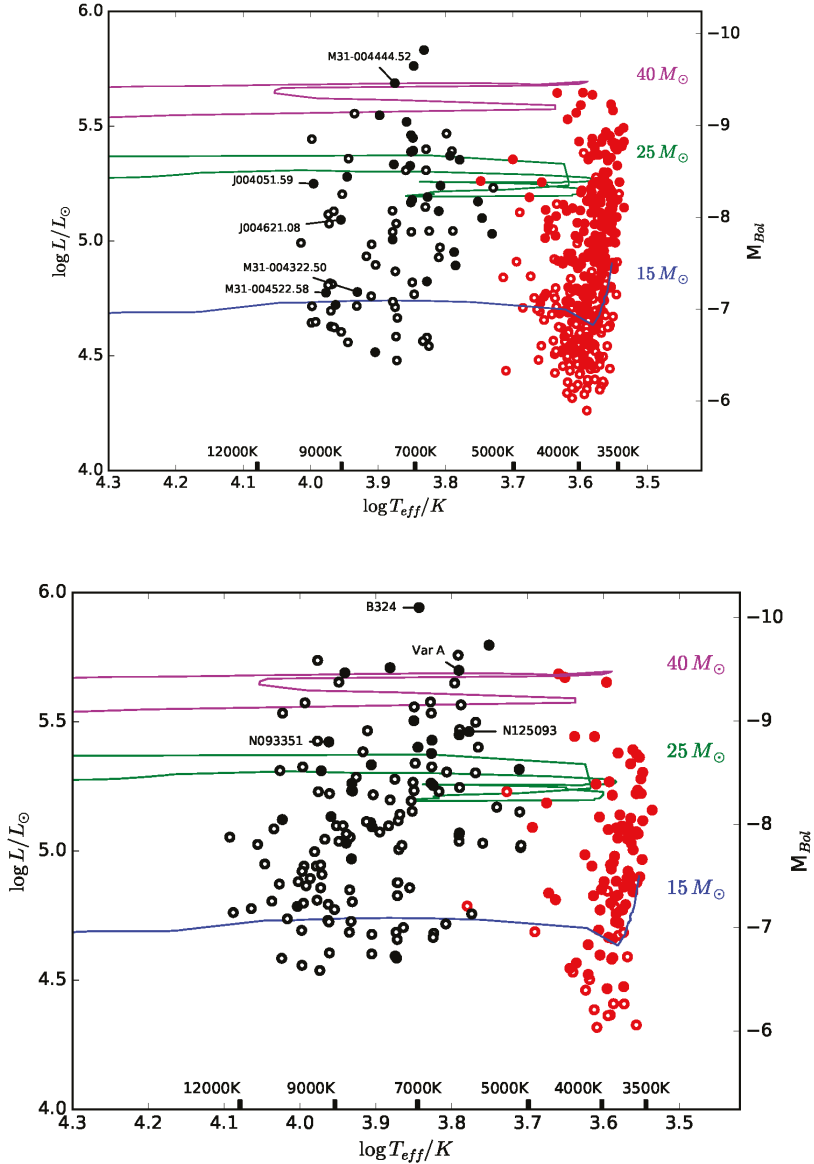 6.0
5.5
5.0
4.5
4.0
log L/L⊙
−10
−9
−8
−7
−6
M_Bol
M31-004444.52
40 M⊙
25 M⊙
J004051.59
J004621.08
M31-004322.50
M31-004522.58
15 M⊙
12000K 9000K 7000K 5000K 4000K 3500K
4.3 4.2 4.1 4.0 3.9 3.8 3.7 3.6 3.5
log T_eff/K
6.0
5.5
5.0
4.5
4.0
log L/L⊙
−10
−9
−8
−7
−6
M_Bol
B324
Var A
40 M⊙
N093351
N125093
25 M⊙
15 M⊙
12000K 9000K 7000K 5000K 4000K 3500K
4.3 4.2 4.1 4.0 3.9 3.8 3.7 3.6 3.5
log T_eff/K